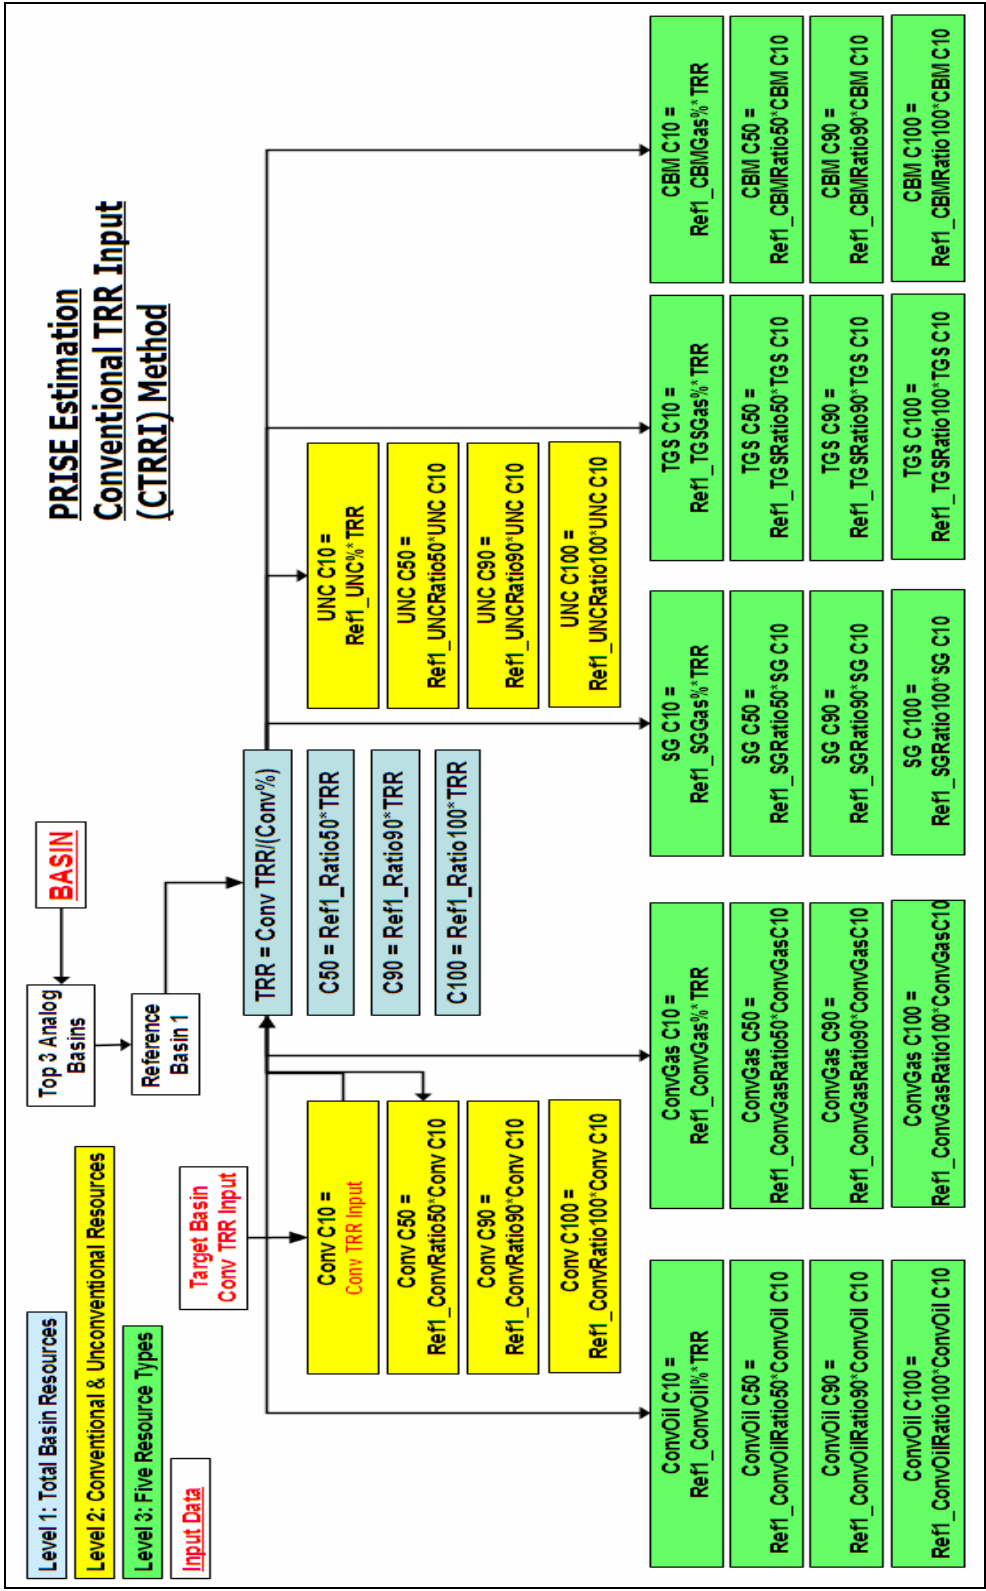 PRISE Estimation
Conventional TRR Input
(CTRRI) Method
Level 1: Total Basin Resources
Level 2: Conventional & Unconventional Resources
Level 3: Five Resource Types
Input Data
BASIN
Top 3 Analog
Basins
Reference
Basin 1
Target Basin
Conv TRR Input
TRR = Conv TRR/(Conv%)
C50 = Ref1_Ratio50*TRR
C90 = Ref1_Ratio90*TRR
C100 = Ref1_Ratio100*TRR
Conv C10 =
Conv TRR Input
Conv C50 =
Ref1_ConvRatio50*Conv C10
Conv C90 =
Ref1_ConvRatio90*Conv C10
Conv C100 =
Ref1_ConvRatio100*Conv C10
UNC C10 =
Ref1_UNC%*TRR
UNC C50 =
Ref1_UNCRatio50*UNC C10
UNC C90 =
Ref1_UNCRatio90*UNC C10
UNC C100 =
Ref1_UNCRatio100*UNC C10
ConvOil C10 =
Ref1_ConvOil%*TRR
ConvOil C50 =
Ref1_ConvOilRatio50*ConvOil C10
ConvOil C90 =
Ref1_ConvOilRatio90*ConvOil C10
ConvOil C100 =
Ref1_ConvOilRatio100*ConvOil C10
ConvGas C10 =
Ref1_ConvGas%*TRR
ConvGas C50 =
Ref1_ConvGasRatio50*ConvGasC10
ConvGas C90 =
Ref1_ConvGasRatio90*ConvGasC10
ConvGas C100 =
Ref1_ConvGasRatio100*ConvGasC10
SG C10 =
Ref1_SGGas%*TRR
SG C50 =
Ref1_SGRatio50*SG C10
SG C90 =
Ref1_SGRatio90*SG C10
SG C100 =
Ref1_SGRatio100*SG C10
TGS C10 =
Ref1_TGSGas%*TRR
TGS C50 =
Ref1_TGSRatio50*TGS C10
TGS C90 =
Ref1_TGSRatio90*TGS C10
TGS C100 =
Ref1_TGSRatio100*TGS C10
CBM C10 =
Ref1_CBMGas%*TRR
CBM C50 =
Ref1_CBMRatio50*CBM C10
CBM C90 =
Ref1_CBMRatio90*CBM C10
CBM C100 =
Ref1_CBMRatio100*CBM C10